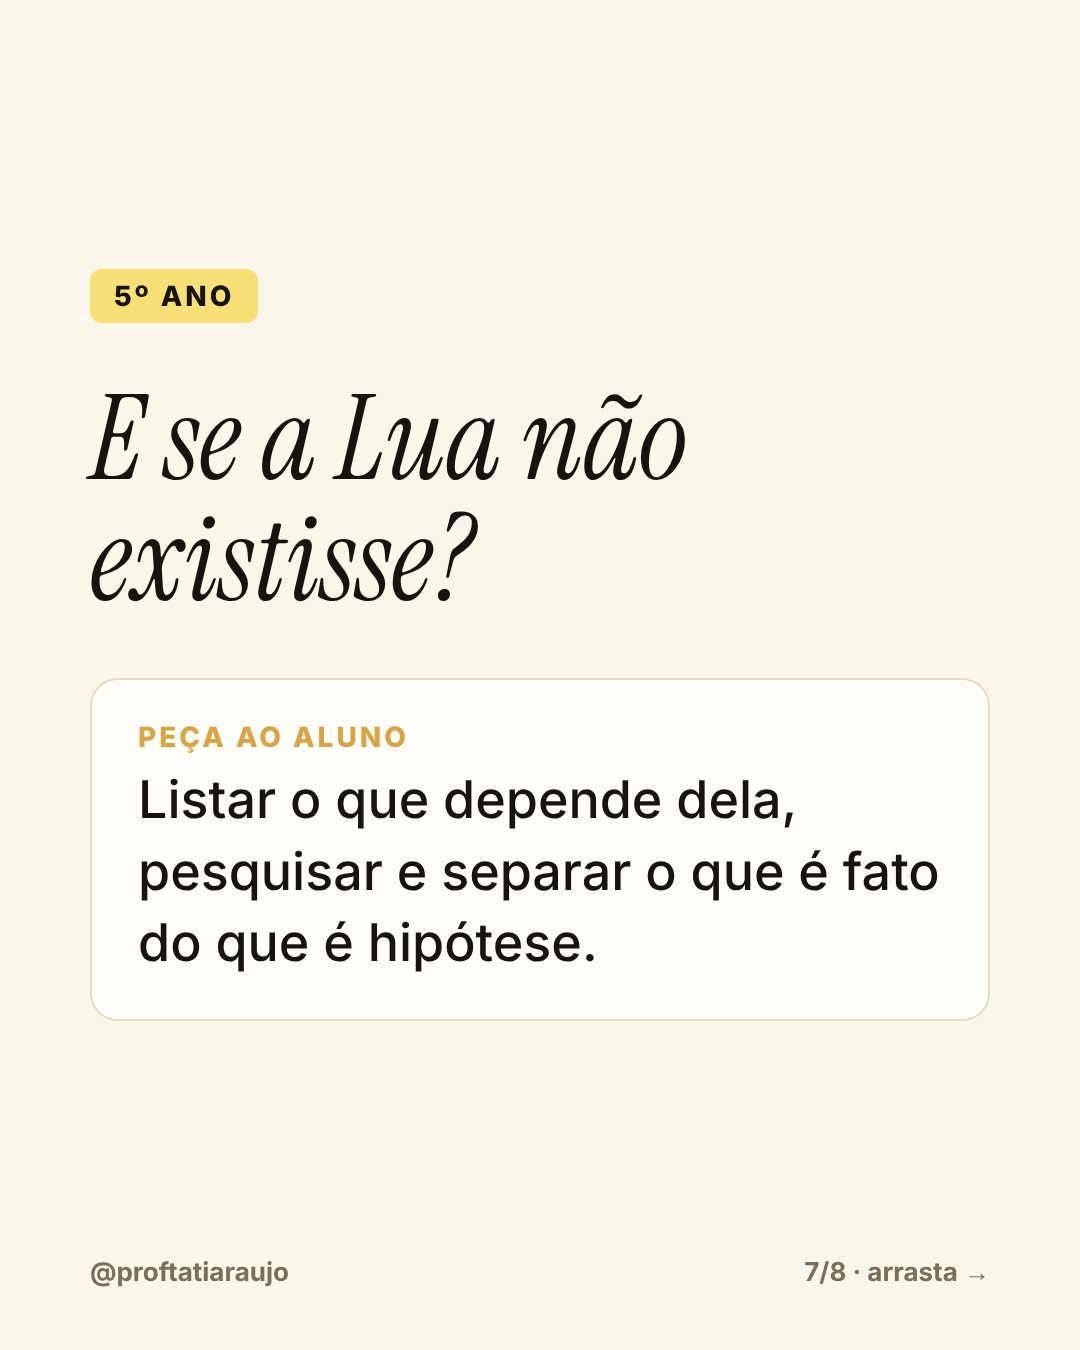 5º ANO
E se a Lua não
existisse?
PEÇA AO ALUNO
Listar o que depende dela,
pesquisar e separar o que é fato
do que é hipótese.
@proftatiaraujo
7/8 · arrasta →